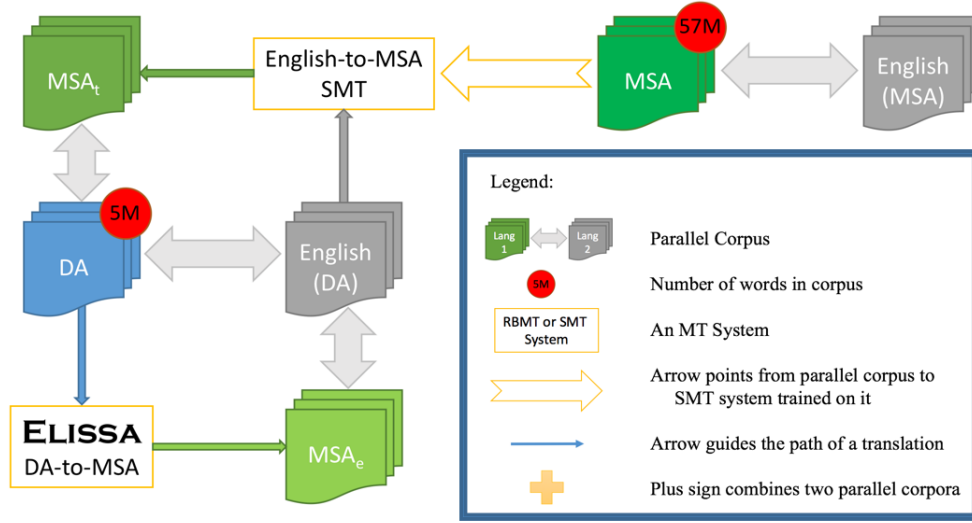 MSAt
English-to-MSA
SMT
MSA
57M
English
(MSA)
DA
5M
English
(DA)
ELISSA
DA-to-MSA
MSAe
Legend:
Lang
1
Lang
2
Parallel Corpus
5M
Number of words in corpus
RBMT or SMT
System
An MT System
Arrow points from parallel corpus to
SMT system trained on it
Arrow guides the path of a translation
Plus sign combines two parallel corpora